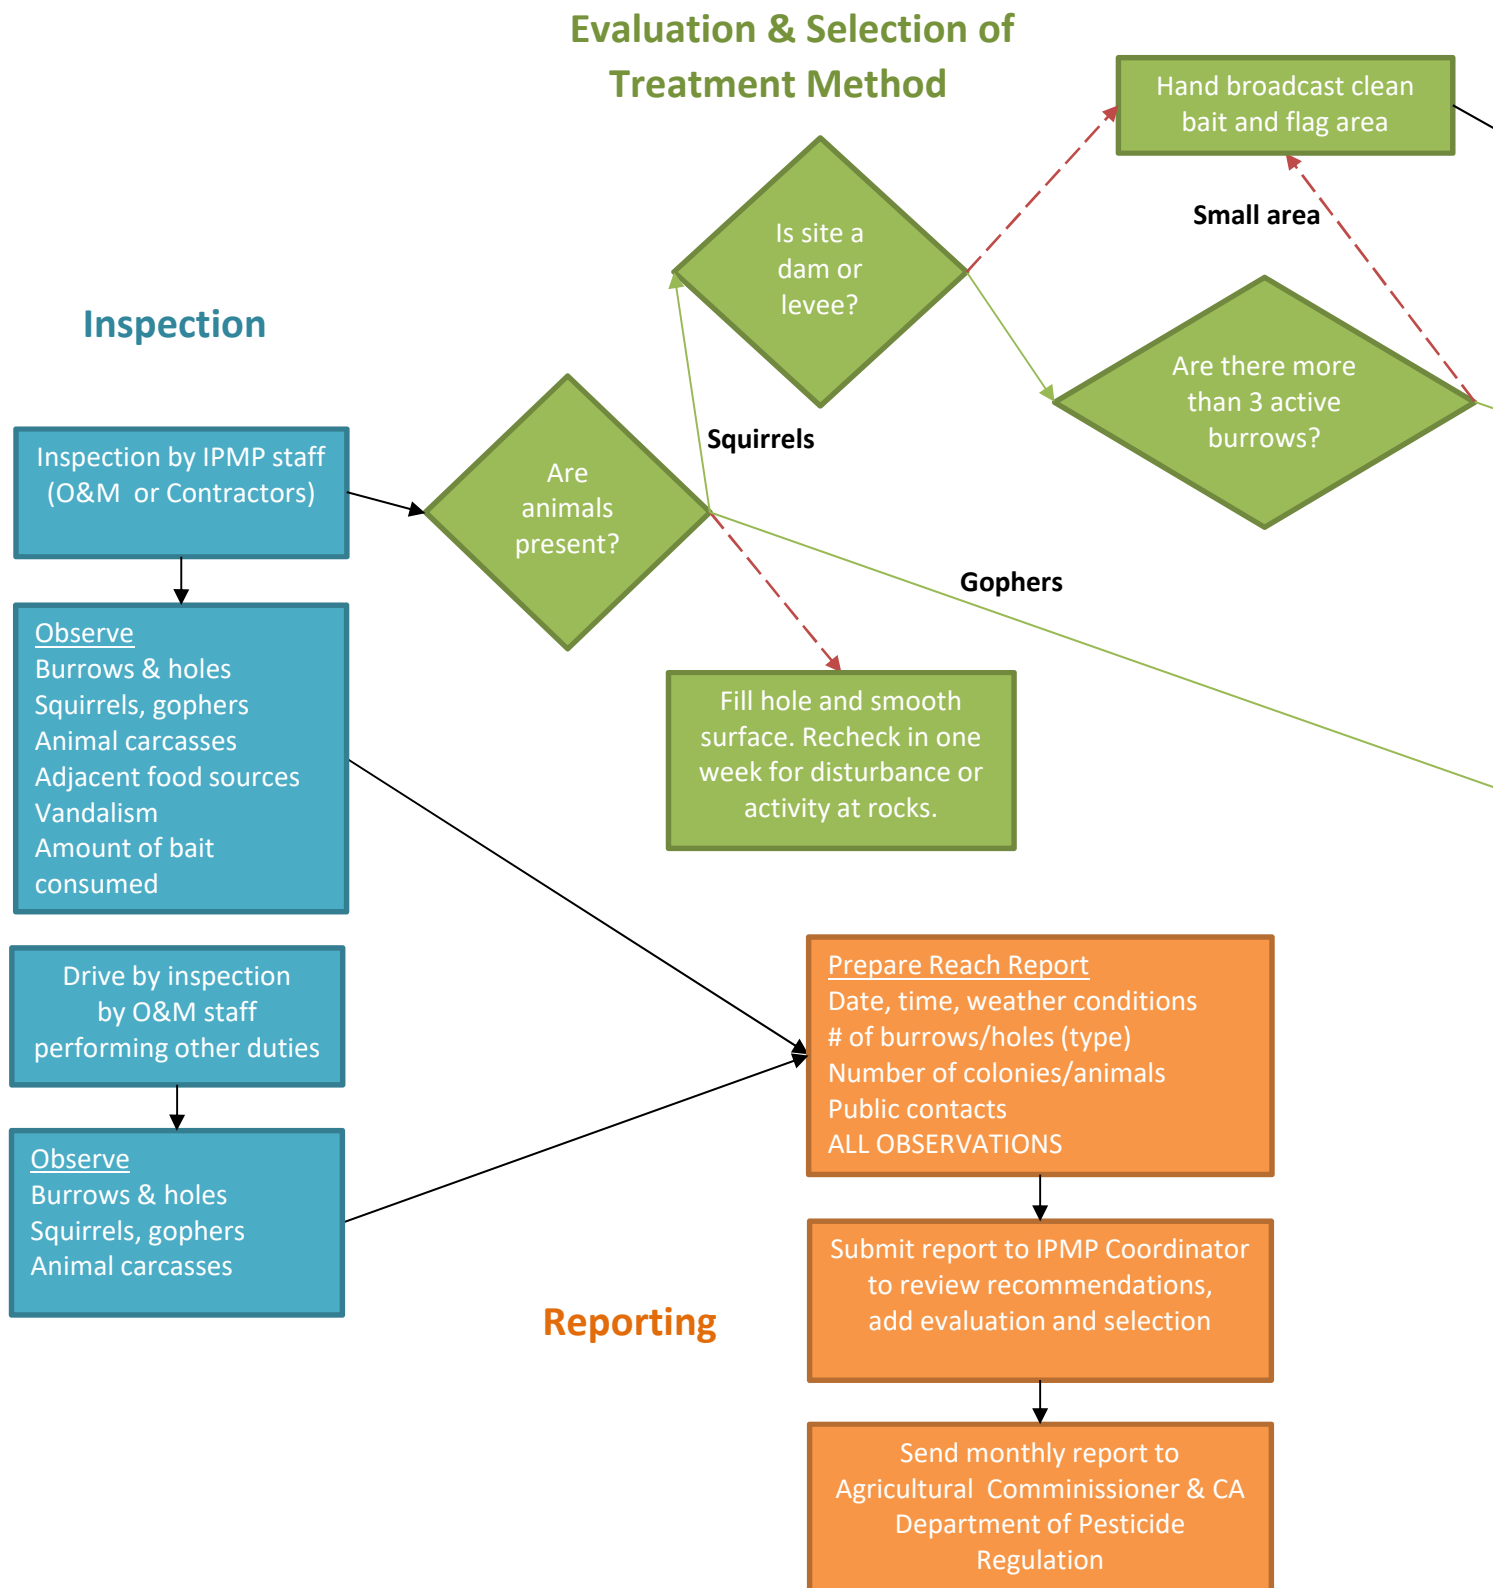 Evaluation & Selection of
Treatment Method
Hand broadcast clean
bait and flag area
Small area
Is site a
dam or
levee?
Inspection
Are there more
than 3 active
burrows?
Squirrels
Inspection by IPMP staff
(O&M or Contractors)
Are
animals
present?
Gophers
Observe
Burrows & holes
Squirrels, gophers
Animal carcasses
Adjacent food sources
Vandalism
Amount of bait
consumed
Fill hole and smooth
surface. Recheck in one
week for disturbance or
activity at rocks.
Drive by inspection
by O&M staff
performing other duties
Prepare Reach Report
Date, time, weather conditions
# of burrows/holes (type)
Number of colonies/animals
Public contacts
ALL OBSERVATIONS
Observe
Burrows & holes
Squirrels, gophers
Animal carcasses
Submit report to IPMP Coordinator
to review recommendations,
add evaluation and selection
Reporting
Send monthly report to
Agricultural Comminissioner & CA
Department of Pesticide
Regulation